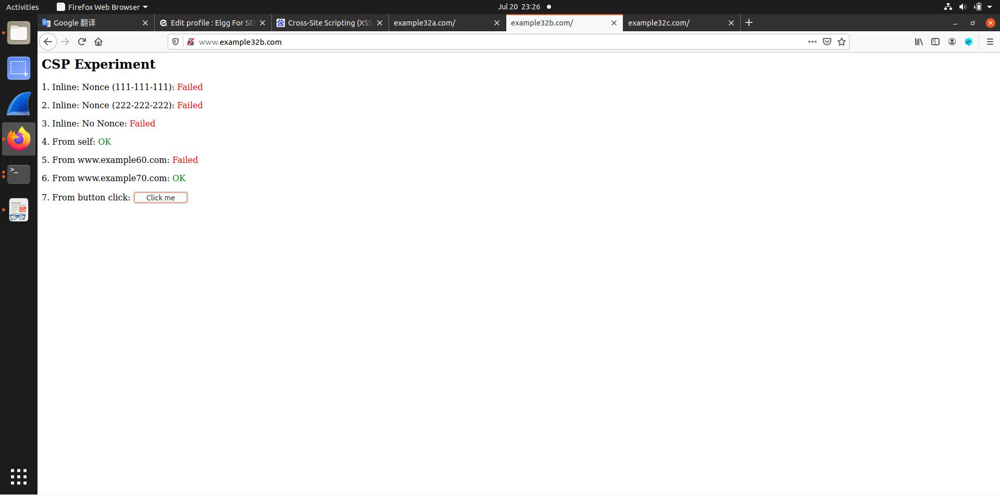 Activities
Firefox Web Browser
Jul 20 23:26
Google 翻译
Edit profile : Elgg For SEE
Cross-Site Scripting (XSS
example32a.com/
example32b.com/
example32c.com/
www.example32b.com
CSP Experiment
1. Inline: Nonce (111-111-111): Failed
2. Inline: Nonce (222-222-222): Failed
3. Inline: No Nonce: Failed
4. From self: OK
5. From www.example60.com: Failed
6. From www.example70.com: OK
7. From button click: Click me